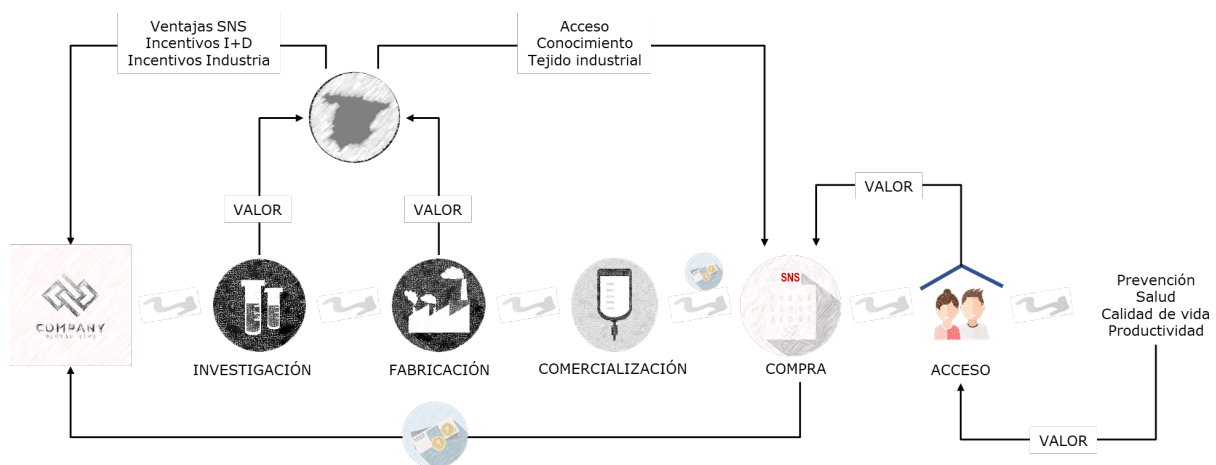 Ventajas SNS
Incentivos I+D
Incentivos Industria
Acceso
Conocimiento
Tejido industrial
VALOR
VALOR
VALOR
SNS
COMPANY
Prevención
Salud
Calidad de vida
Productividad
INVESTIGACIÓN
FABRICACIÓN
COMERCIALIZACIÓN
COMPRA
ACCESO
VALOR